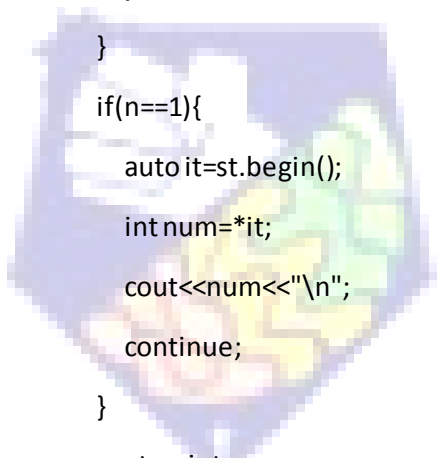 }
if(n==1){
auto it=st.begin();
int num=*it;
cout<<num<<"\n";
continue;
}